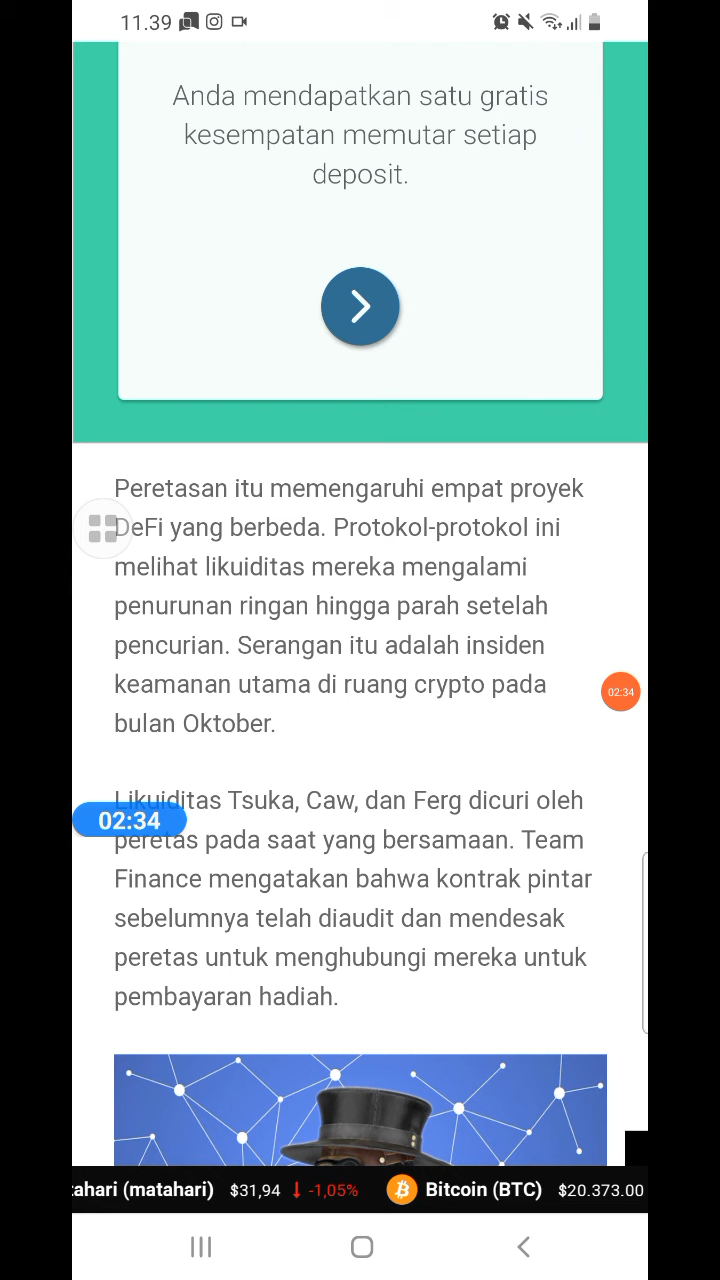 11.39
Anda mendapatkan satu gratis
kesempatan memutar setiap
deposit.
Peretasan itu memengaruhi empat proyek
DeFi yang berbeda. Protokol-protokol ini
melihat likuiditas mereka mengalami
penurunan ringan hingga parah setelah
pencurian. Serangan itu adalah insiden
keamanan utama di ruang crypto pada
bulan Oktober.
02:34
Likuiditas Tsuka, Caw, dan Ferg dicuri oleh
02:34
peretas pada saat yang bersamaan. Team
Finance mengatakan bahwa kontrak pintar
sebelumnya telah diaudit dan mendesak
peretas untuk menghubungi mereka untuk
pembayaran hadiah.
tahari (matahari) $31,94 ↓ -1,05% Bitcoin (BTC) $20.373.00